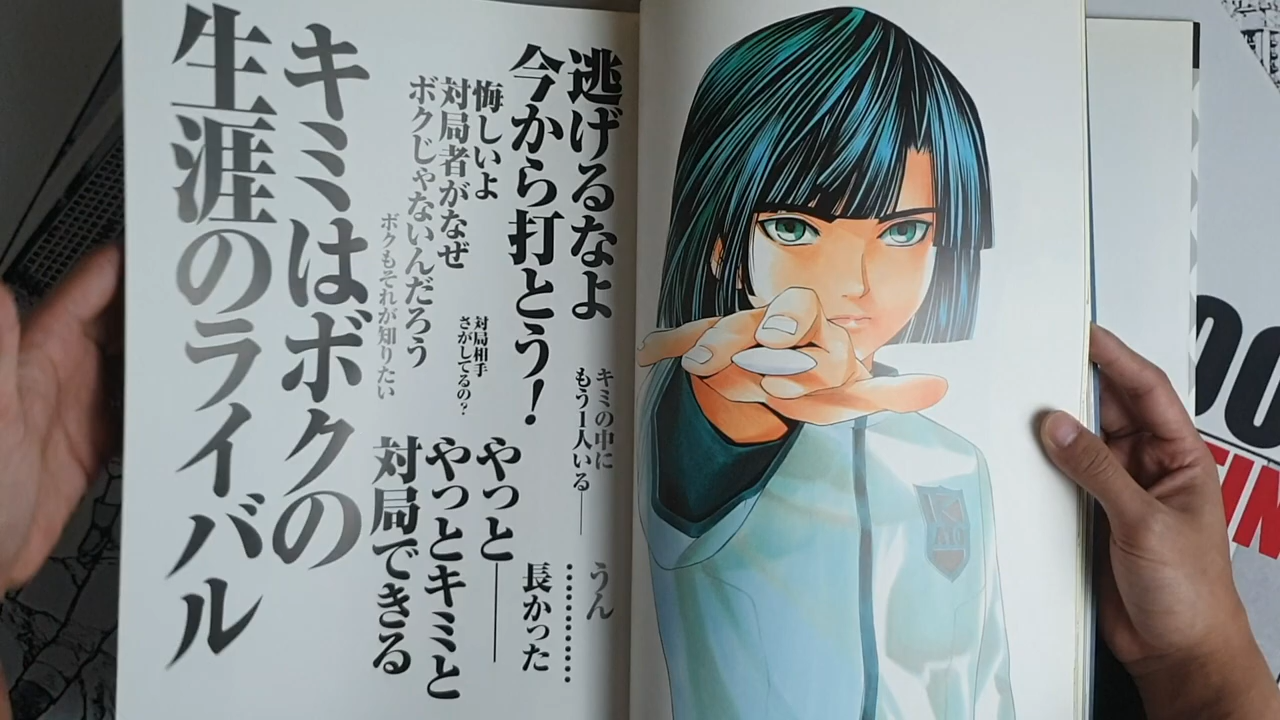 逃げるなよ
今から打とう!
悔しいよ
対局者がなぜ
ボクじゃないんだろう
ボクもそれが知りたい
対局相手
さがしてるの?
キミの中に
もう1人いる──
うん
…………
長かった
やっと──
やっとキミと
対局できる
キミはボクの
生涯のライバル